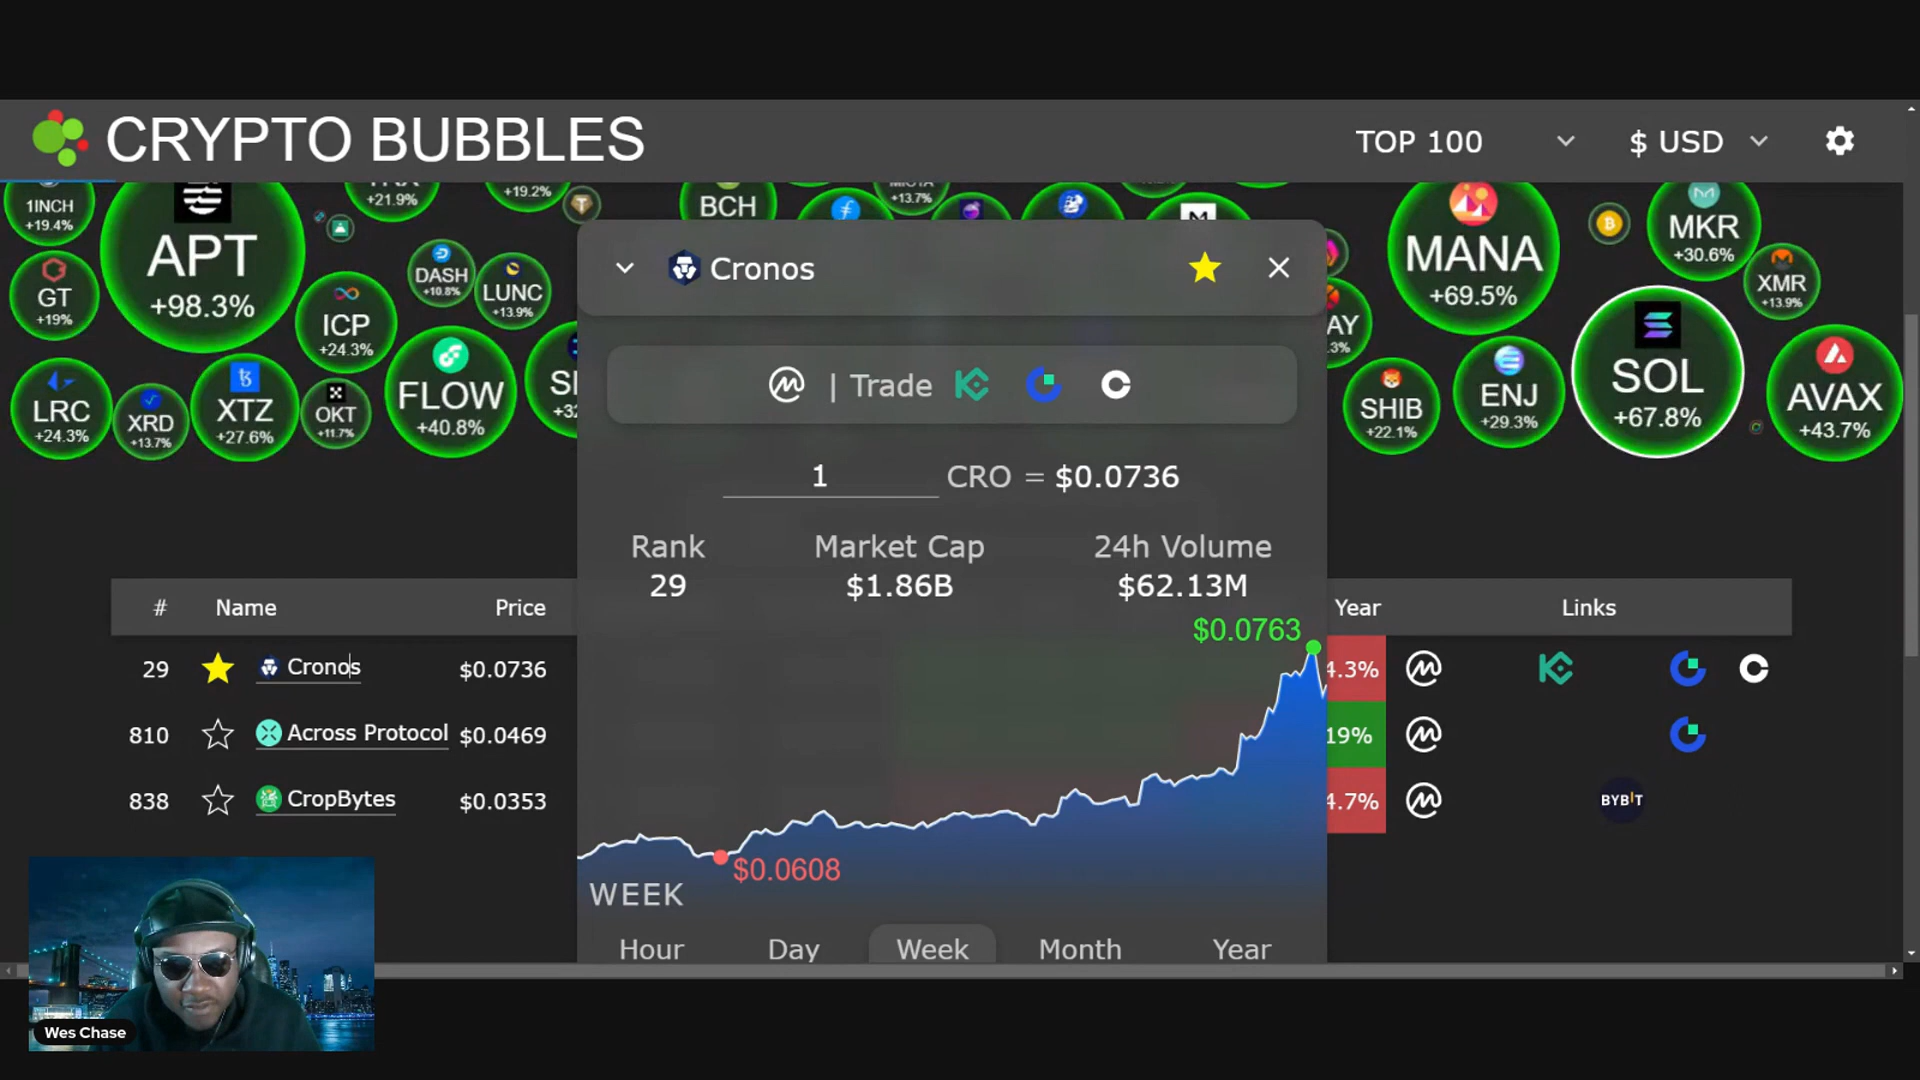 CRYPTO BUBBLES
TOP 100
$ USD
1INCH
+19.4%
APT
+98.3%
+21.9%
+19.2%
BCH
+13.7%
MANA
+69.5%
MKR
+30.6%
GT
+19%
ICP
+24.3%
DASH
+10.8%
LUNC
+13.9%
XMR
+13.9%
LRC
+24.3%
XRD
+13.7%
XTZ
+27.6%
OKT
+11.7%
FLOW
+40.8%
SHIB
+22.1%
ENJ
+29.3%
SOL
+67.8%
AVAX
+43.7%
Cronos
| Trade
1 CRO = $0.0736
Rank Market Cap 24h Volume
29 $1.86B $62.13M
$0.0763
$0.0608
WEEK
Hour Day Week Month Year
# Name Price Year Links
29 Cronos $0.0736 4.3%
810 Across Protocol $0.0469 19%
838 CropBytes $0.0353 4.7% BYBIT
Wes Chase